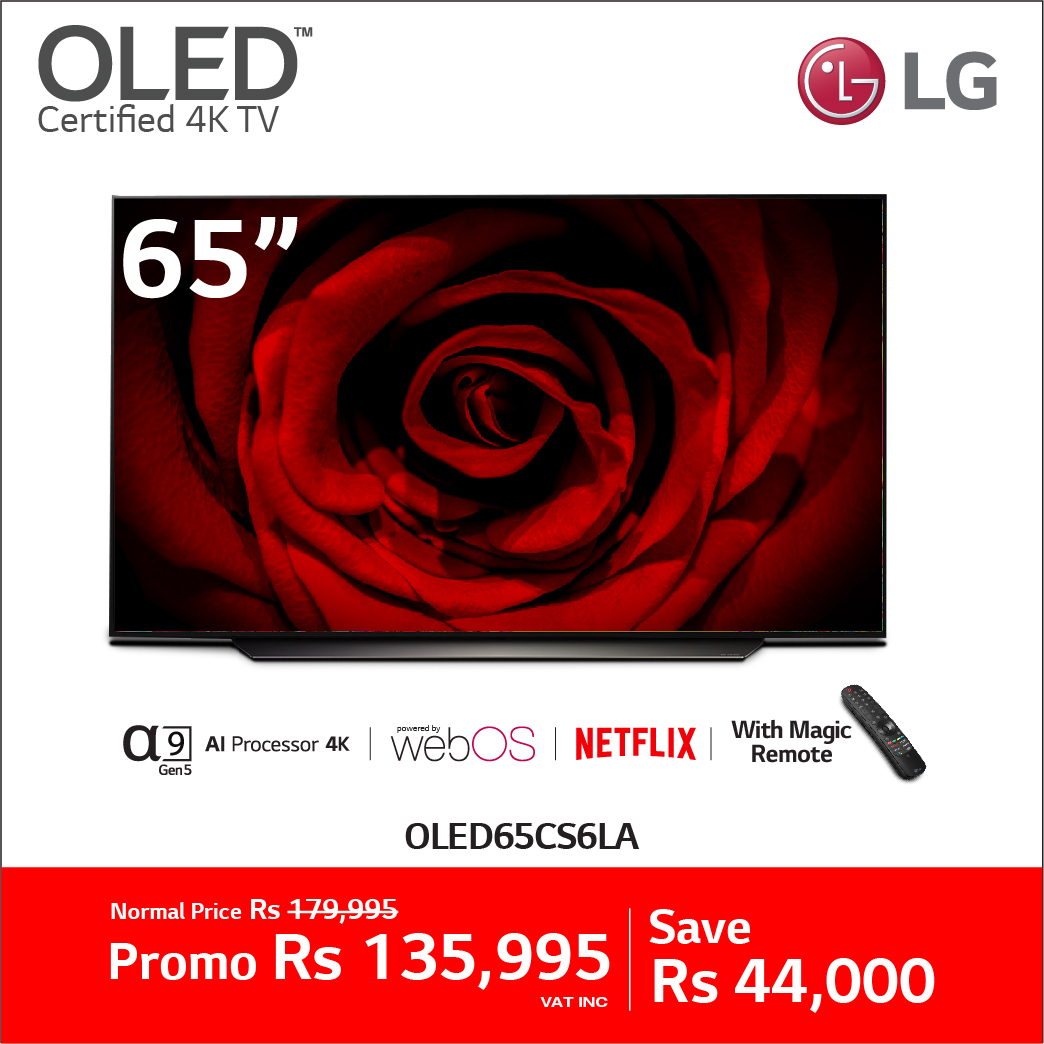 OLED™
Certified 4K TV
LG
65”
α9 Gen5
AI Processor 4K
powered by
webOS
NETFLIX
With Magic
Remote
OLED65CS6LA
Normal Price Rs 179,995
Promo Rs 135,995
VAT INC
Save
Rs 44,000